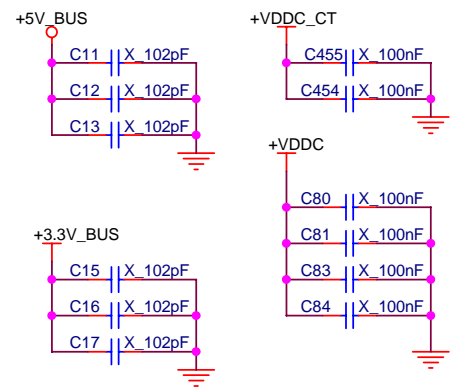 +5V_BUS
C11 X_102pF
C12 X_102pF
C13 X_102pF
+3.3V_BUS
C15 X_102pF
C16 X_102pF
C17 X_102pF
+VDDC_CT
C455 X_100nF
C454 X_100nF
+VDDC
C80 X_100nF
C81 X_100nF
C83 X_100nF
C84 X_100nF